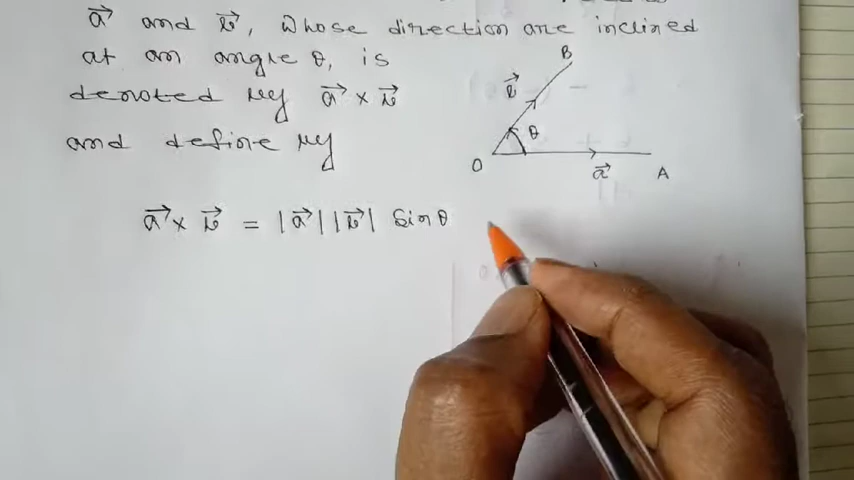 a⃗ and b⃗, whose direction are inclined
at an angle θ, is
denoted by a⃗ × b⃗
and define by
B
b⃗
θ
O
a⃗
A
a⃗ × b⃗ = |a⃗||b⃗| Sin θ